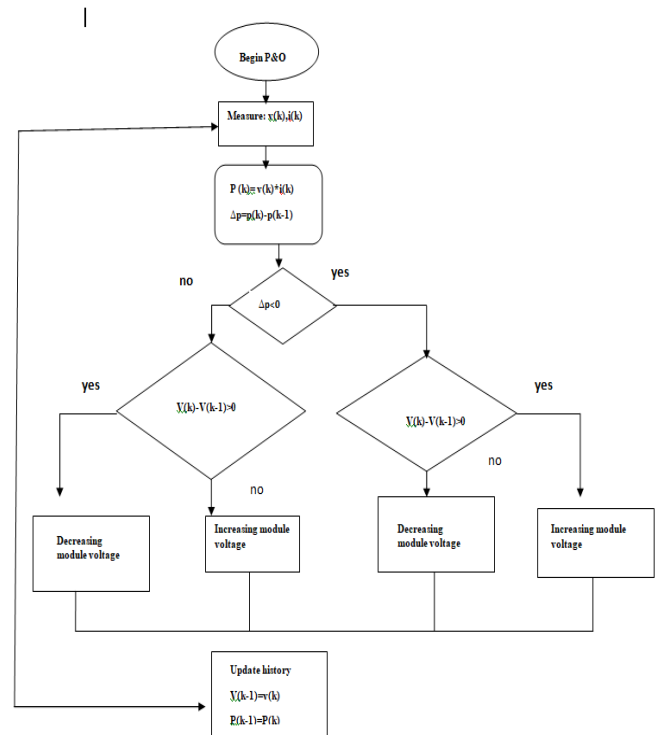 Begin P&O
Measure: v(k),i(k)
P (k)= v(k)*i(k)
Δp=p(k)-p(k-1)
no
yes
Δp<0
yes
V(k)-V(k-1)>0
V(k)-V(k-1)>0
yes
no
no
Decreasing
module voltage
Increasing module
voltage
Decreasing
module voltage
Increasing module
voltage
Update history
V(k-1)=v(k)
P(k-1)=P(k)